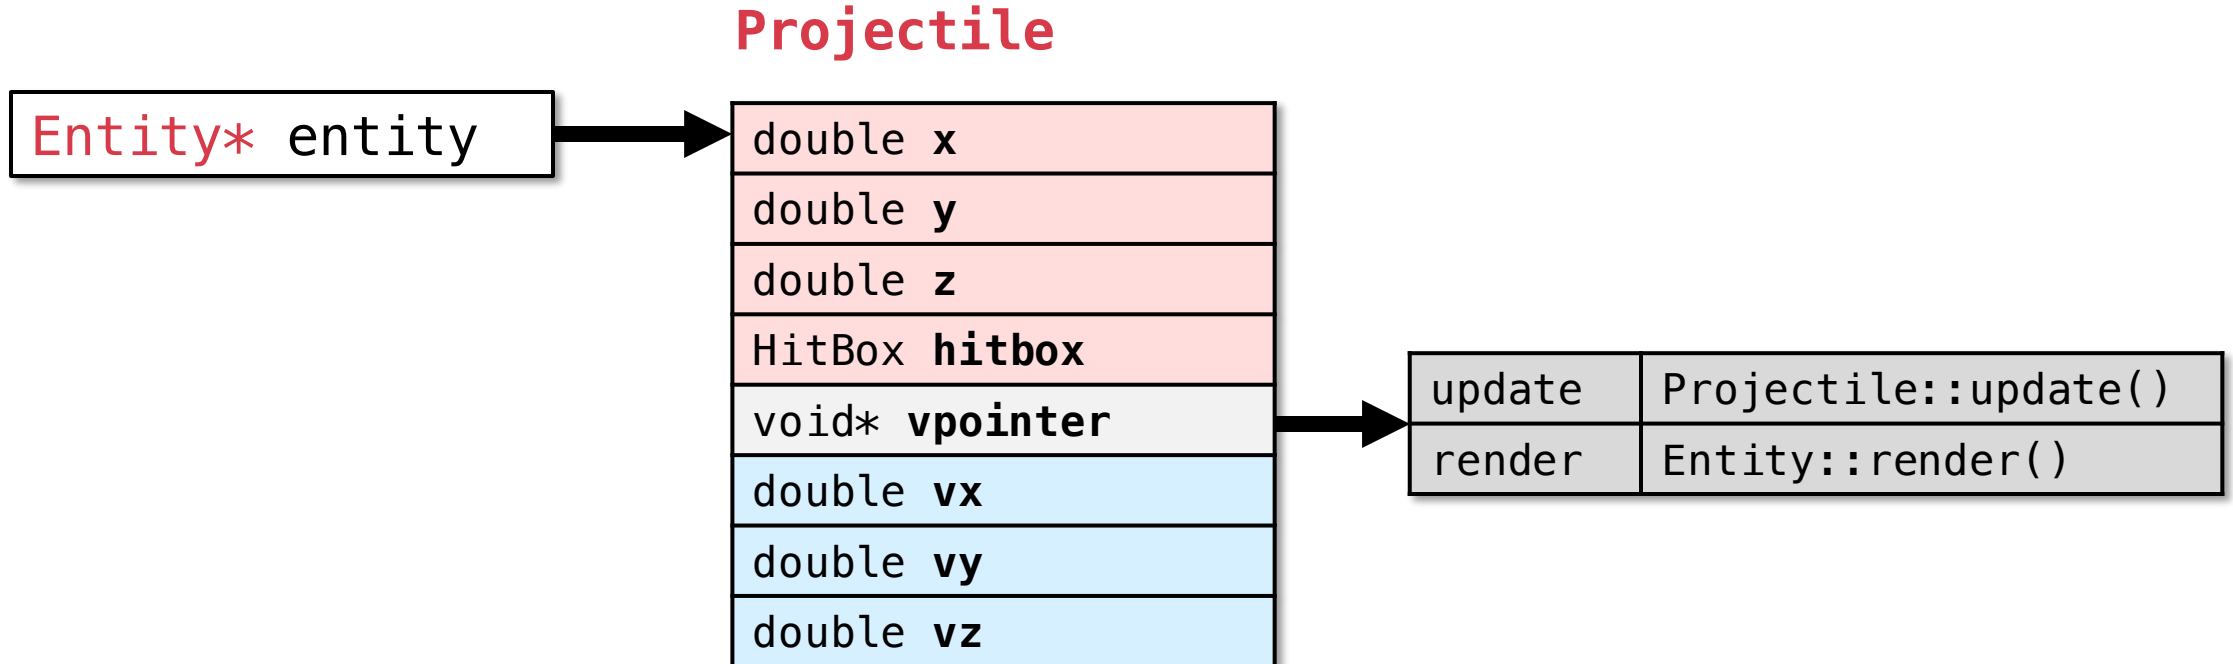 Projectile
Entity* entity
double x
double y
double z
HitBox hitbox
void* vpointer
double vx
double vy
double vz
update Projectile::update()
render Entity::render()